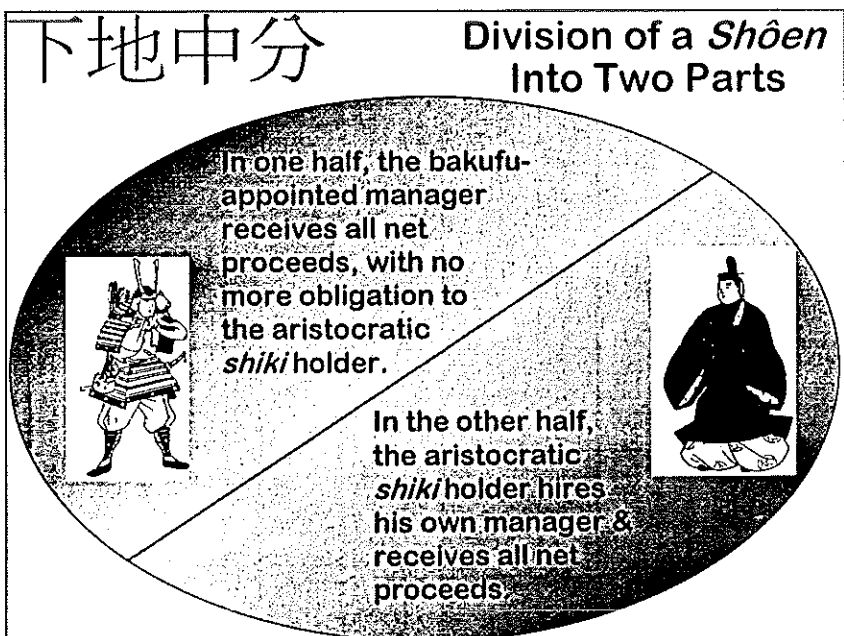 下地中分
Division of a Shôen
Into Two Parts
In one half, the bakufu-
appointed manager
receives all net
proceeds, with no
more obligation to
the aristocratic
shiki holder.
In the other half,
the aristocratic
shiki holder hires
his own manager &
receives all net
proceeds.